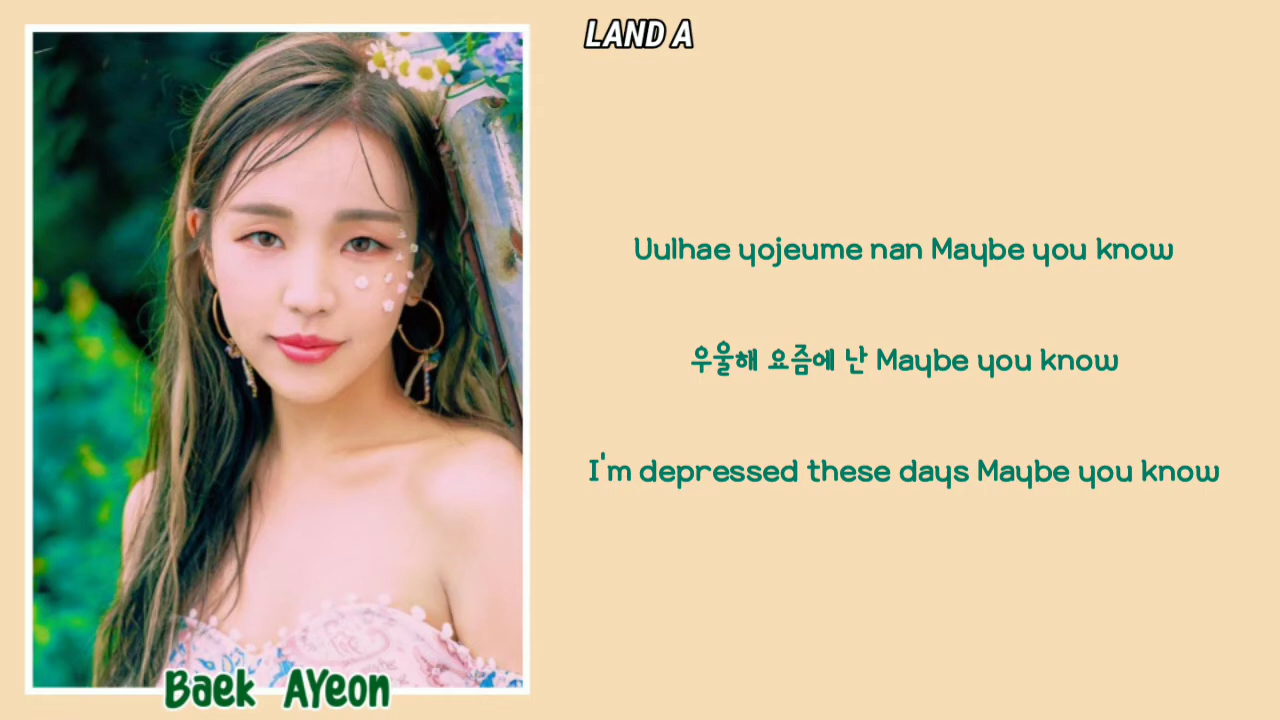 LAND A
Uulhae yojeume nan Maybe you know
우울해 요즘에 난 Maybe you know
I'm depressed these days Maybe you know
Baek AYeon